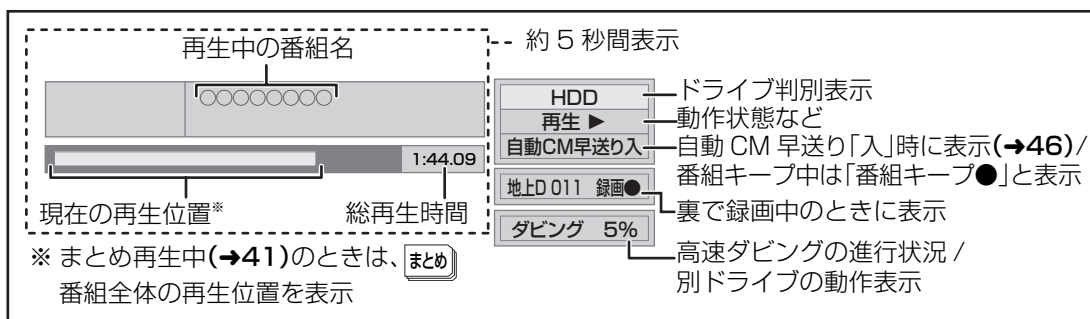 再生中の番組名
約 5 秒間表示
○○○○○○○○
1:44.09
現在の再生位置※
総再生時間
※ まとめ再生中(➔41)のときは、まとめ
番組全体の再生位置を表示
HDD
再生 ▶
自動CM早送り入
地上D 011 録画●
ダビング 5%
ドライブ判別表示
動作状態など
自動 CM 早送り「入」時に表示(➔46)/
番組キープ中は「番組キープ●」と表示
裏で録画中のときに表示
高速ダビングの進行状況 /
別ドライブの動作表示